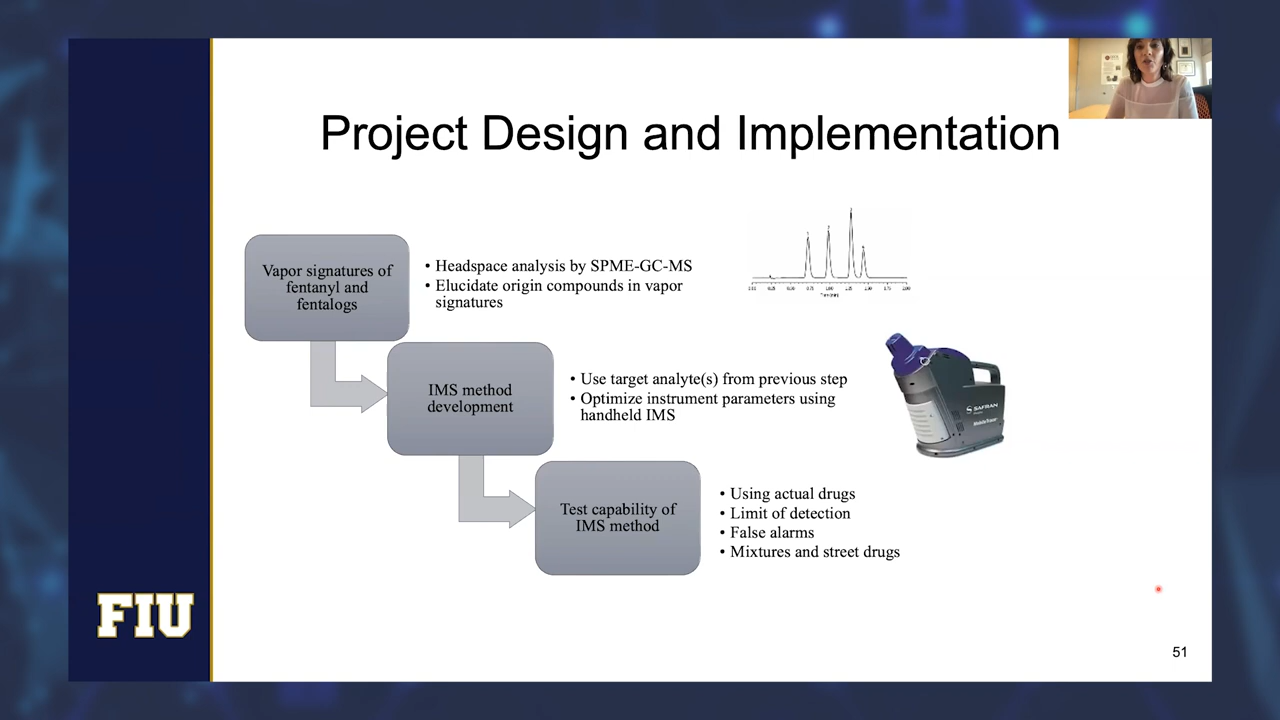 Project Design and Implementation
Vapor signatures of
fentanyl and
fentalogs
• Headspace analysis by SPME-GC-MS
• Elucidate origin compounds in vapor
signatures
IMS method
development
• Use target analyte(s) from previous step
• Optimize instrument parameters using
handheld IMS
SAFRAN
Test capability of
IMS method
• Using actual drugs
• Limit of detection
• False alarms
• Mixtures and street drugs
FIU
51